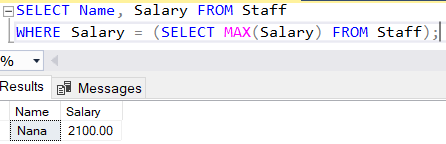 SELECT Name, Salary FROM Staff
WHERE Salary = (SELECT MAX(Salary) FROM Staff);
%
Results Messages
Name Salary
Nana 2100.00